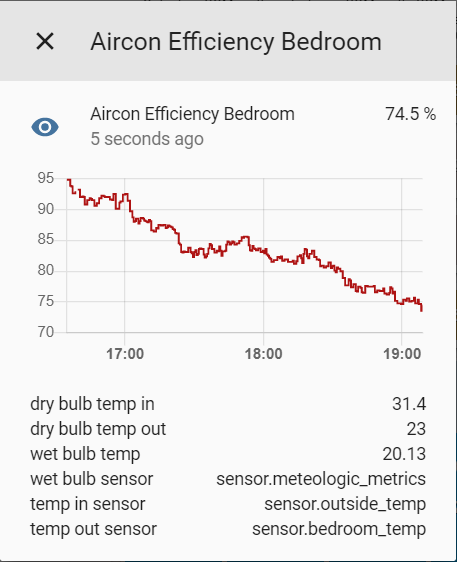 Aircon Efficiency Bedroom
Aircon Efficiency Bedroom 74.5 %
5 seconds ago
95
90
85
80
75
70
17:00 18:00 19:00
dry bulb temp in 31.4
dry bulb temp out 23
wet bulb temp 20.13
wet bulb sensor sensor.meteologic_metrics
temp in sensor sensor.outside_temp
temp out sensor sensor.bedroom_temp